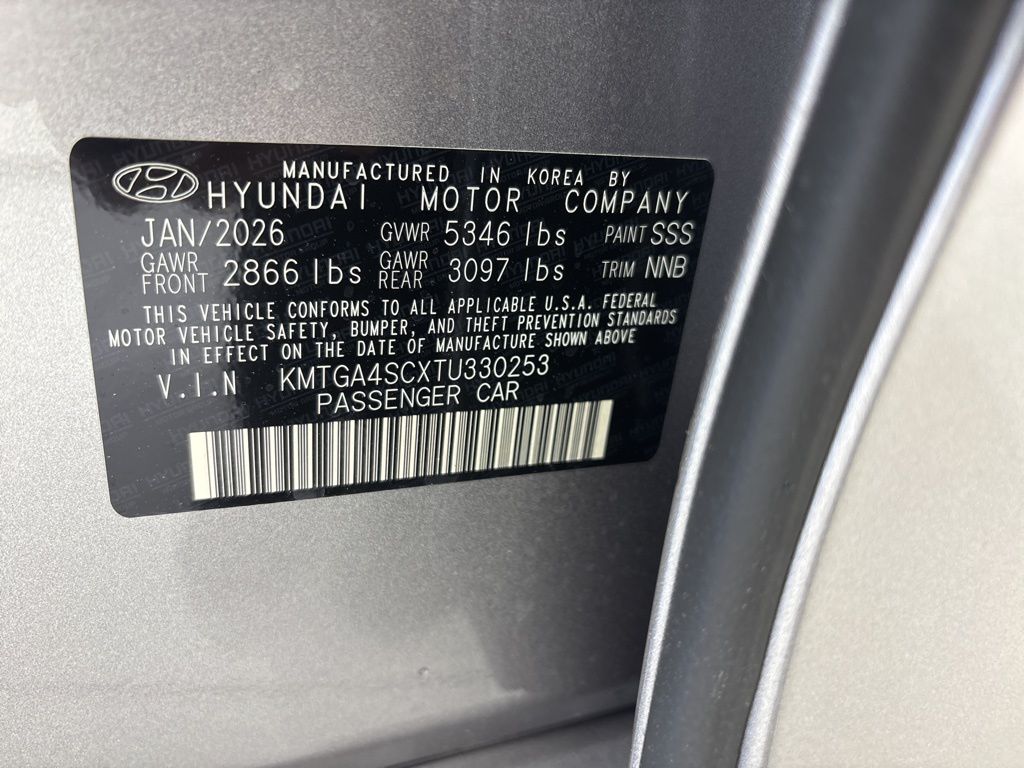 MANUFACTURED IN KOREA BY
HYUNDAI MOTOR COMPANY
JAN/2026 GVWR 5346 lbs PAINT SSS
GAWR FRONT 2866 lbs GAWR REAR 3097 lbs TRIM NNB
THIS VEHICLE CONFORMS TO ALL APPLICABLE U.S.A. FEDERAL
MOTOR VEHICLE SAFETY, BUMPER, AND THEFT PREVENTION STANDARDS
IN EFFECT ON THE DATE OF MANUFACTURE SHOWN ABOVE
V.I.N KMTGA4SCXTU330253
PASSENGER CAR